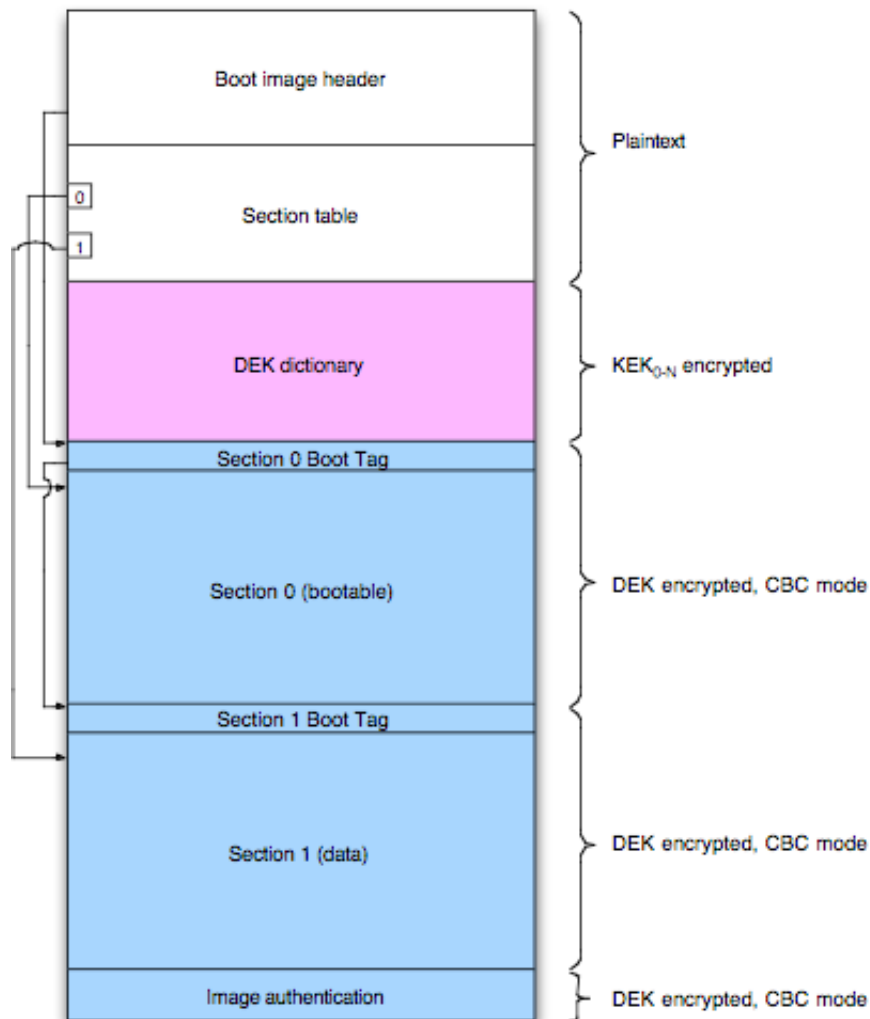 Boot image header
Plaintext
0
Section table
1
DEK dictionary
KEK0-N encrypted
Section 0 Boot Tag
Section 0 (bootable)
DEK encrypted, CBC mode
Section 1 Boot Tag
Section 1 (data)
DEK encrypted, CBC mode
Image authentication
DEK encrypted, CBC mode